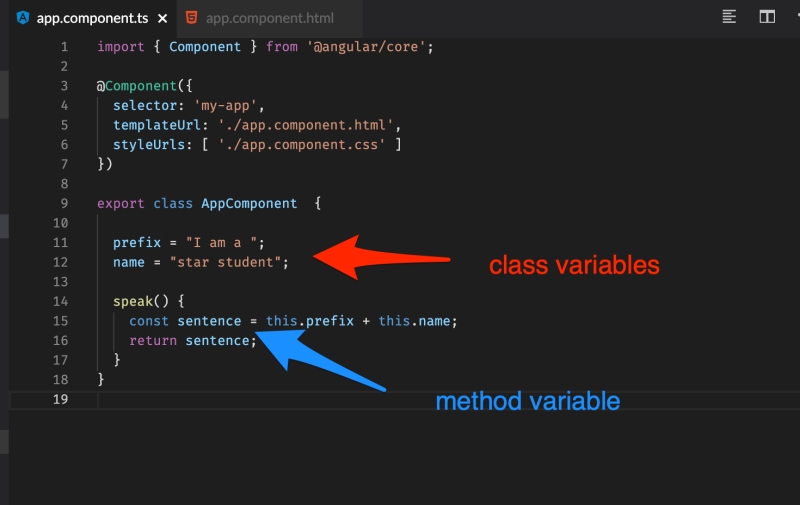 app.component.ts
app.component.html
1 import { Component } from '@angular/core';
2
3 @Component({
4   selector: 'my-app',
5   templateUrl: './app.component.html',
6   styleUrls: [ './app.component.css' ]
7 })
8
9 export class AppComponent  {
10
11   prefix = "I am a ";
12   name = "star student";
13
14   speak() {
15     const sentence = this.prefix + this.name;
16     return sentence;
17   }
18 }
19
class variables
method variable